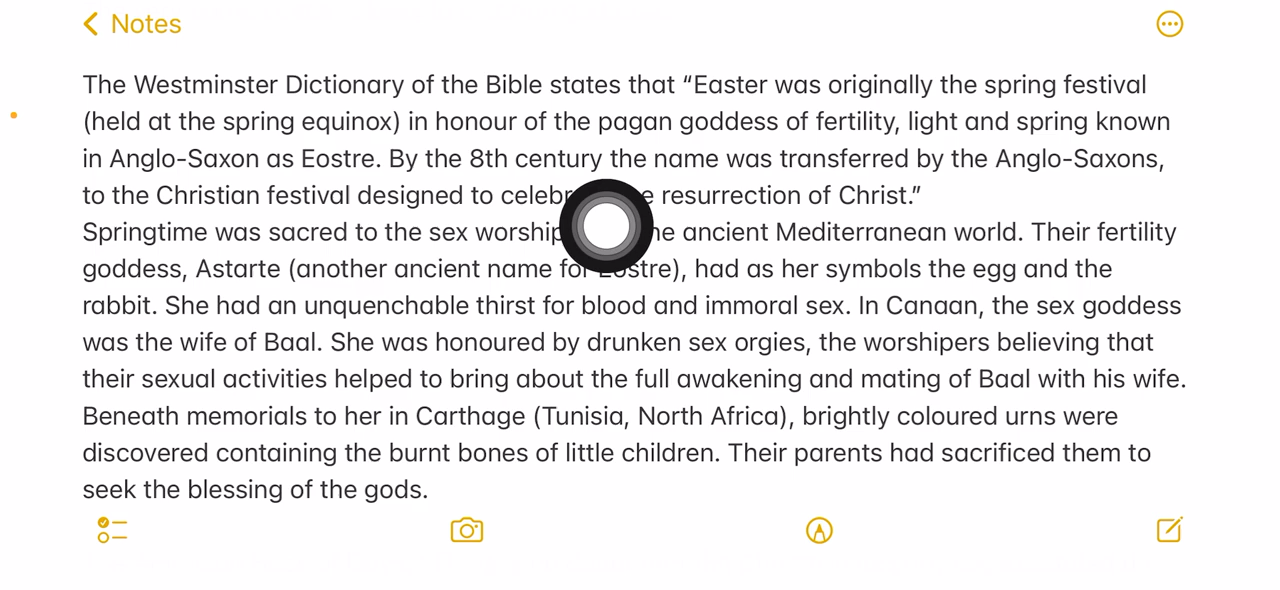 Notes
The Westminster Dictionary of the Bible states that “Easter was originally the spring festival
(held at the spring equinox) in honour of the pagan goddess of fertility, light and spring known
in Anglo-Saxon as Eostre. By the 8th century the name was transferred by the Anglo-Saxons,
to the Christian festival designed to resurrection of Christ.”
Springtime was sacred to the sex ancient Mediterranean world. Their fertility
goddess, Astarte (another ancient name for Eostre), had as her symbols the egg and the
rabbit. She had an unquenchable thirst for blood and immoral sex. In Canaan, the sex goddess
was the wife of Baal. She was honoured by drunken sex orgies, the worshipers believing that
their sexual activities helped to bring about the full awakening and mating of Baal with his wife.
Beneath memorials to her in Carthage (Tunisia, North Africa), brightly coloured urns were
discovered containing the burnt bones of little children. Their parents had sacrificed them to
seek the blessing of the gods.